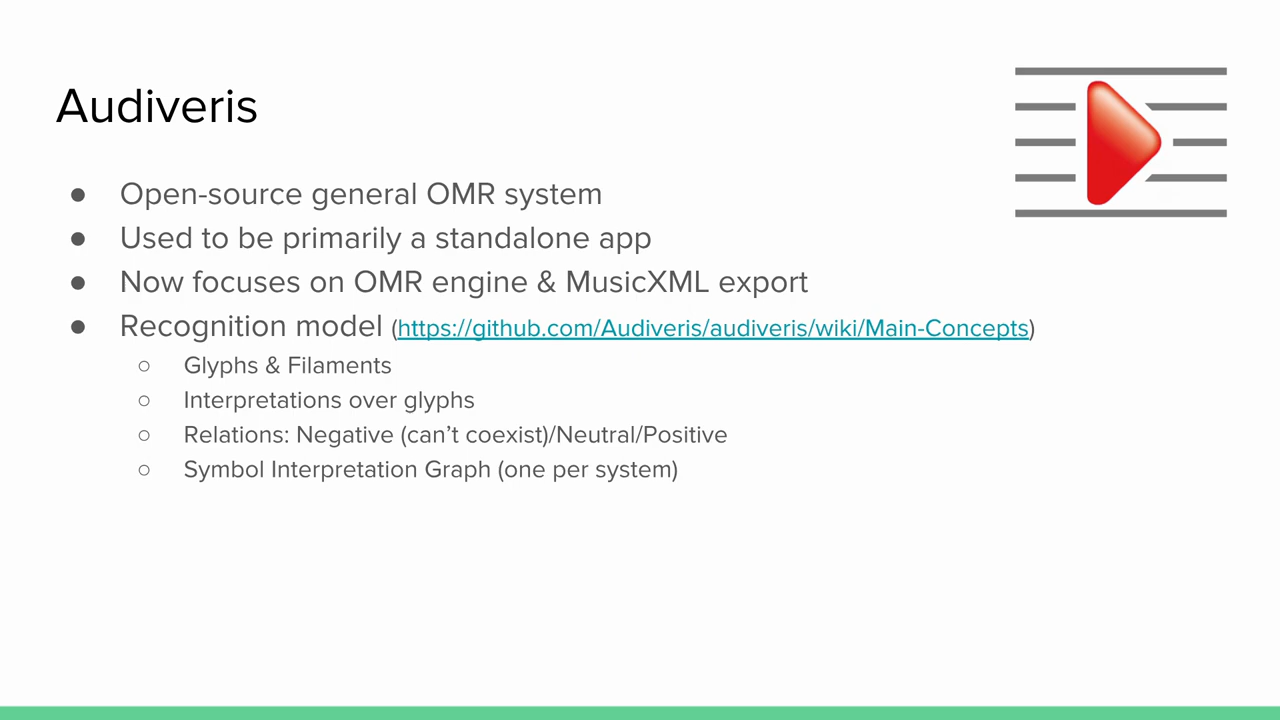 Audiveris
● Open-source general OMR system
● Used to be primarily a standalone app
● Now focuses on OMR engine & MusicXML export
● Recognition model (https://github.com/Audiveris/audiveris/wiki/Main-Concepts)
○ Glyphs & Filaments
○ Interpretations over glyphs
○ Relations: Negative (can’t coexist)/Neutral/Positive
○ Symbol Interpretation Graph (one per system)